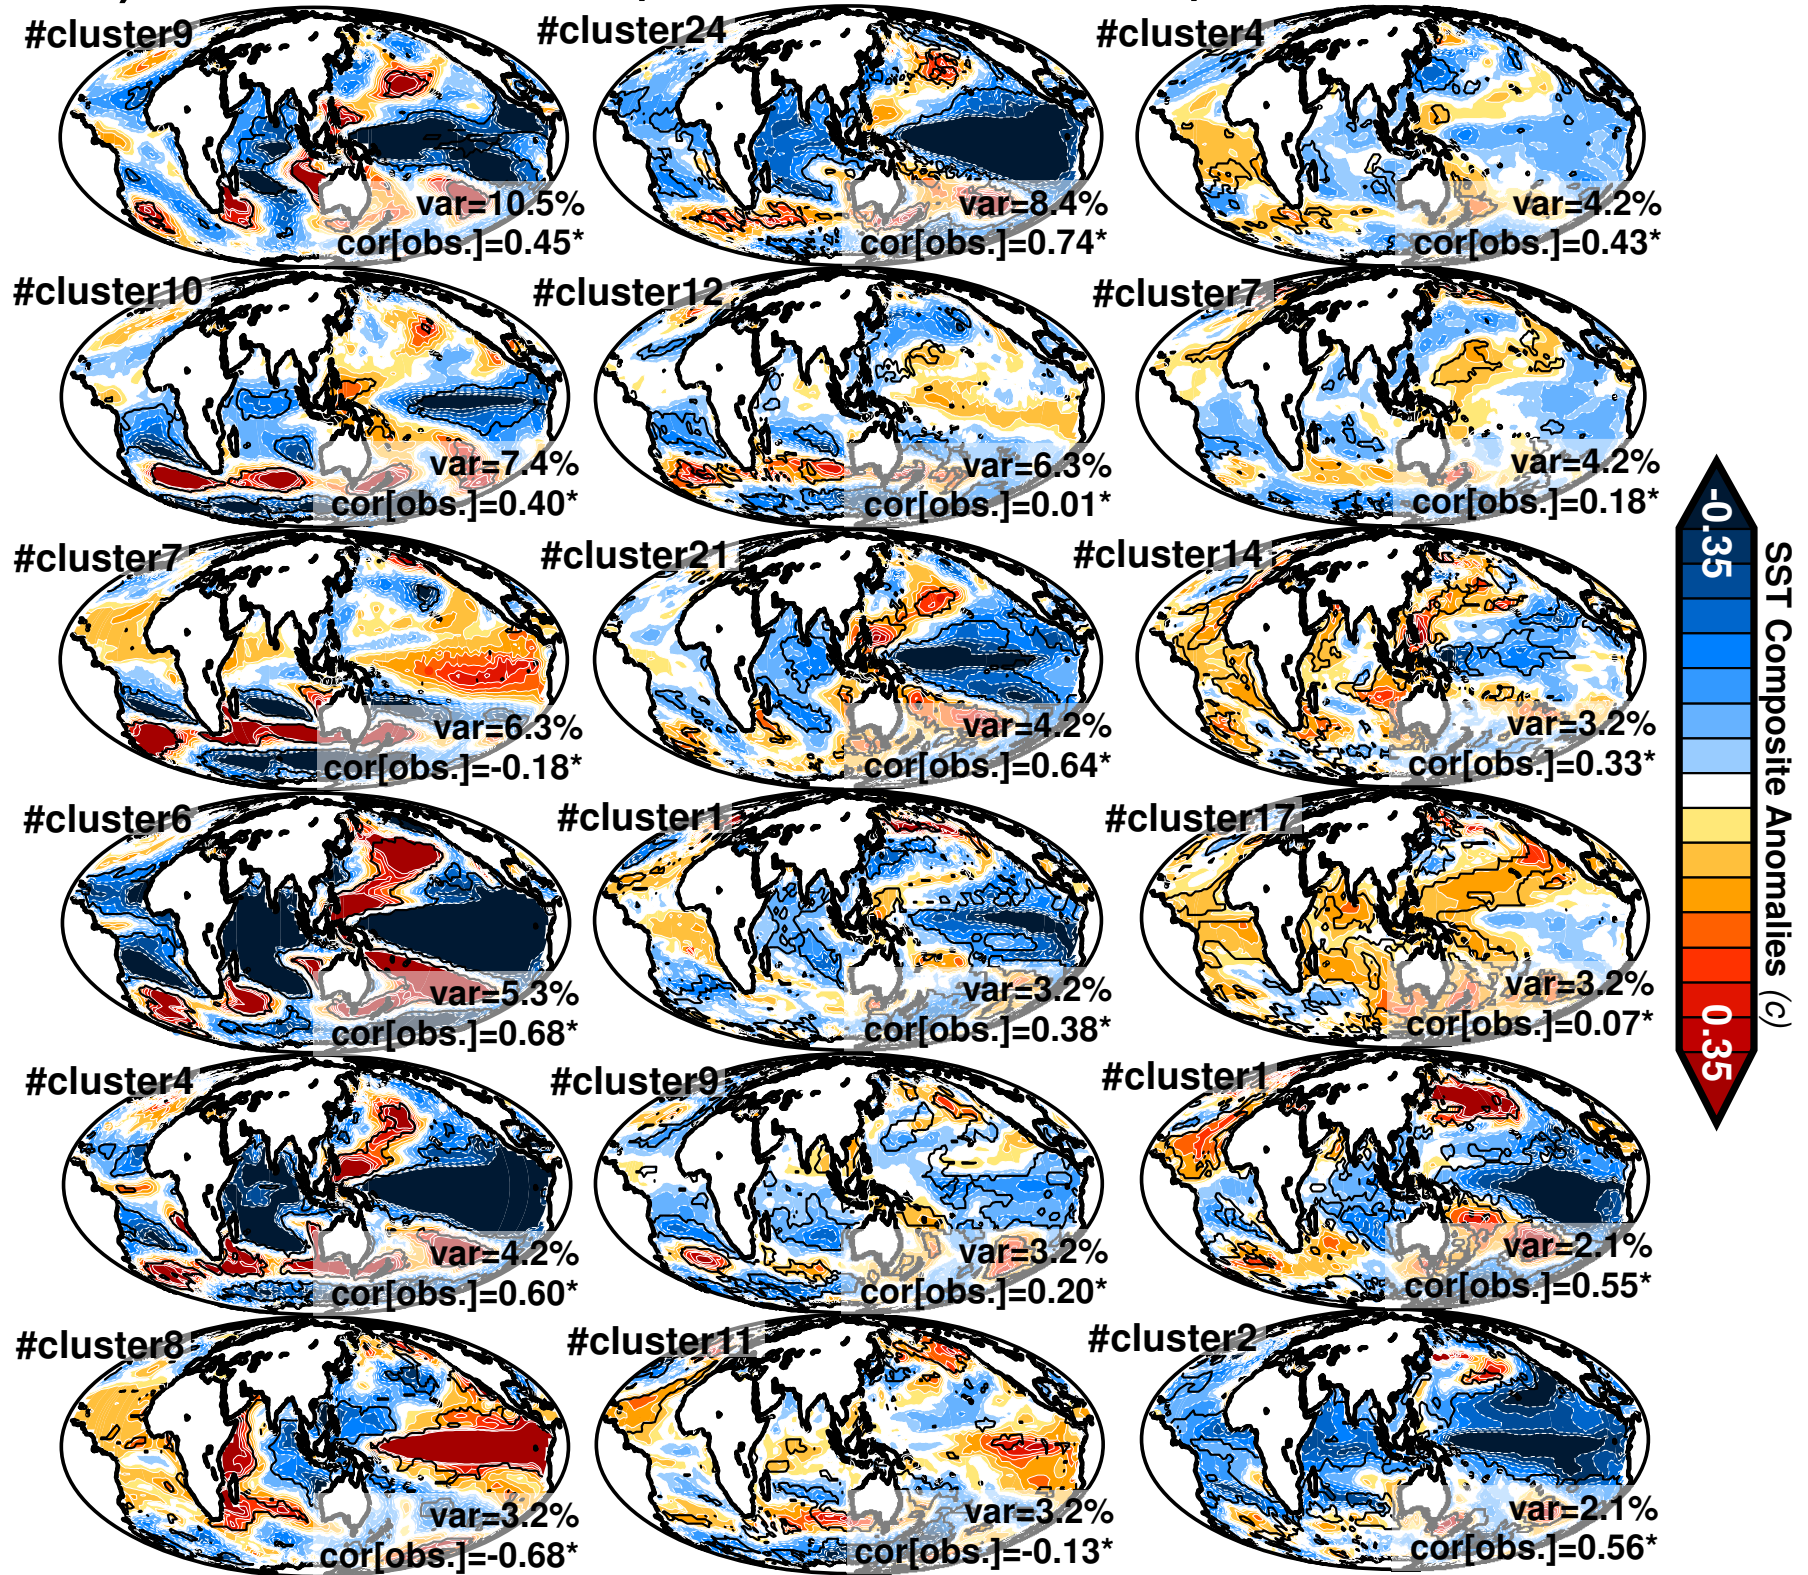 #cluster9
var=10.5%
cor[obs.]=0.45*
#cluster24
var=8.4%
cor[obs.]=0.74*
#cluster4
var=4.2%
cor[obs.]=0.43*
#cluster10
var=7.4%
cor[obs.]=0.40*
#cluster12
var=6.3%
cor[obs.]=0.01*
#cluster7
var=4.2%
cor[obs.]=0.18*
#cluster7
var=6.3%
cor[obs.]=-0.18*
#cluster21
var=4.2%
cor[obs.]=0.64*
#cluster14
var=3.2%
cor[obs.]=0.33*
#cluster6
var=5.3%
cor[obs.]=0.68*
#cluster1
var=3.2%
cor[obs.]=0.38*
#cluster17
var=3.2%
cor[obs.]=0.07*
#cluster4
var=4.2%
cor[obs.]=0.60*
#cluster9
var=3.2%
cor[obs.]=0.20*
#cluster1
var=2.1%
cor[obs.]=0.55*
#cluster8
var=3.2%
cor[obs.]=-0.68*
#cluster11
var=3.2%
cor[obs.]=-0.13*
#cluster2
var=2.1%
cor[obs.]=0.56*
-0.35
0.35
SST Composite Anomalies (c)